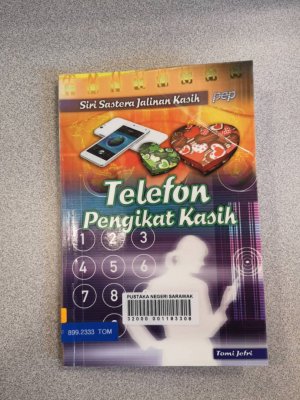 Siri Sastera Jalinan Kasih
pep
Telefon
Pengikat Kasih
1 2 3
4 5 6
7 8
PUSTAKA NEGERI SARAWAK
899.2333 TOM
Tomi Jefri